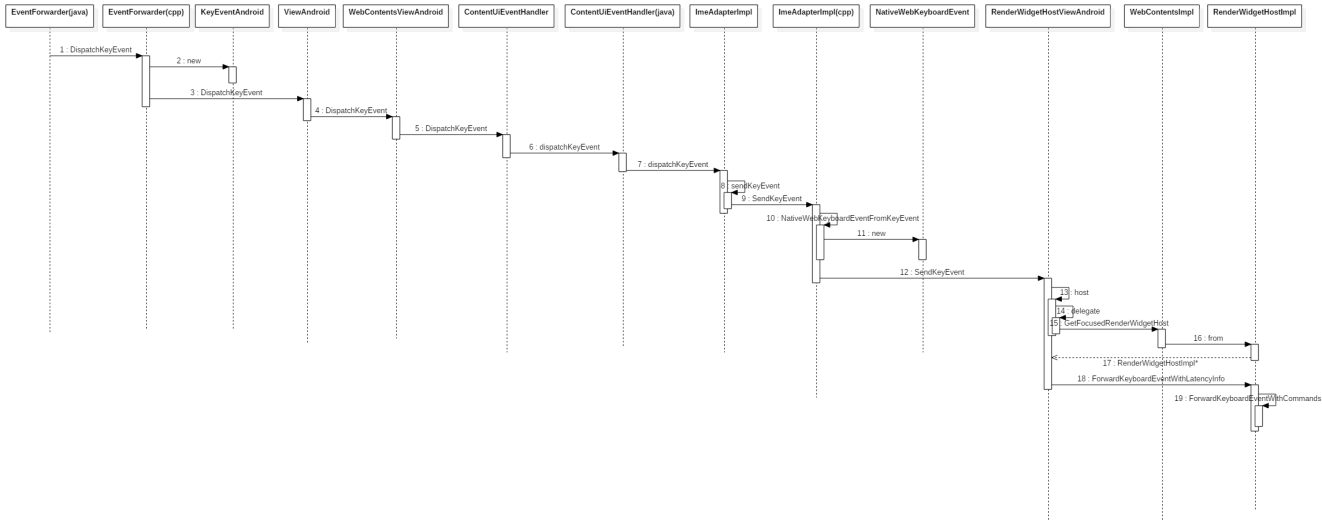 EventForwarder(java)
EventForwarder(cpp)
KeyEventAndroid
ViewAndroid
WebContentsViewAndroid
ContentUiEventHandler
ContentUiEventHandler(java)
ImeAdapterImpl
ImeAdapterImpl(cpp)
NativeWebKeyboardEvent
RenderWidgetHostViewAndroid
WebContentsImpl
RenderWidgetHostImpl
1 : DispatchKeyEvent
2 : new
3 : DispatchKeyEvent
4 : DispatchKeyEvent
5 : DispatchKeyEvent
6 : dispatchKeyEvent
7 : dispatchKeyEvent
8 : sendKeyEvent
9 : SendKeyEvent
10 : NativeWebKeyboardEventFromKeyEvent
11 : new
12 : SendKeyEvent
13 : host
14 : delegate
15 : GetFocusedRenderWidgetHost
16 : from
17 : RenderWidgetHostImpl*
18 : ForwardKeyboardEventWithLatencyInfo
19 : ForwardKeyboardEventWithCommands